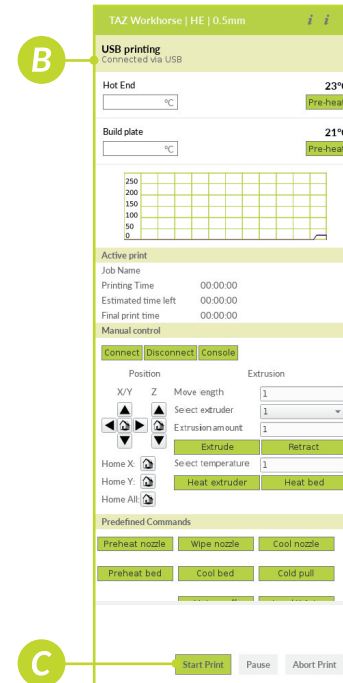 TAZ Workhorse | HE | 0.5mm i i
B
USB printing
Connected via USB
Hot End 23°
°C Pre-heat
Build plate 21°
°C Pre-heat
250
200
150
100
50
0
Active print
Job Name
Printing Time 00:00:00
Estimated time left 00:00:00
Final print time 00:00:00
Manual control
Connect Disconnect Console
Position Extrusion
X/Y Z Move length 1
Select extruder 1
Extrusion amount 1
Extrude Retract
Home X: Select temperature 1
Home Y: Heat extruder Heat bed
Home All:
Predefined Commands
Preheat nozzle Wipe nozzle Cool nozzle
Preheat bed Cool bed Cold pull
C
Start Print Pause Abort Print